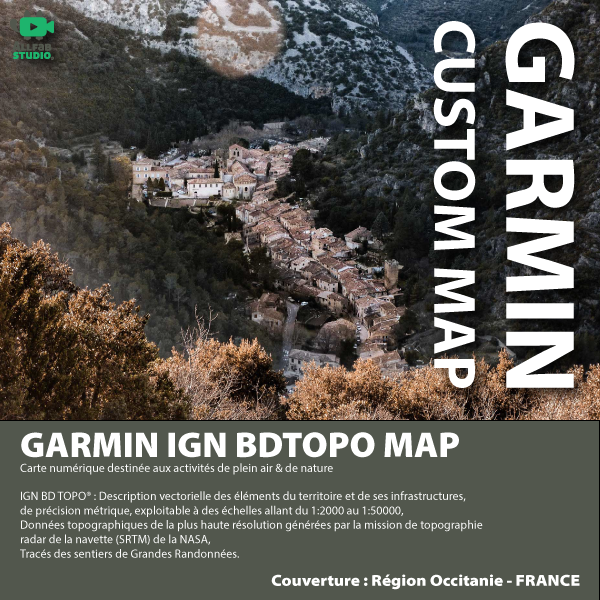 ALLFAB
STUDIO.
GARMIN
CUSTOM MAP
GARMIN IGN BDTOPO MAP
Carte numérique destinée aux activités de plein air & de nature
IGN BD TOPO® : Description vectorielle des éléments du territoire et de ses infrastructures,
de précision métrique, exploitable à des échelles allant du 1:2000 au 1:50000,
Données topographiques de la plus haute résolution générées par la mission de topographie
radar de la navette (SRTM) de la NASA,
Tracés des sentiers de Grandes Randonnées.
Couverture : Région Occitanie - FRANCE